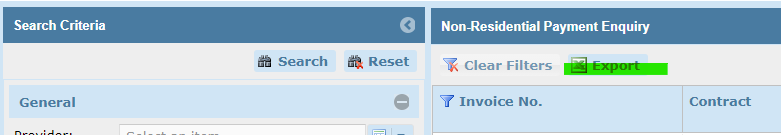 Search Criteria
Non-Residential Payment Enquiry
Search Reset
Clear Filters Export
General
Invoice No. Contract
Provider: Select an item